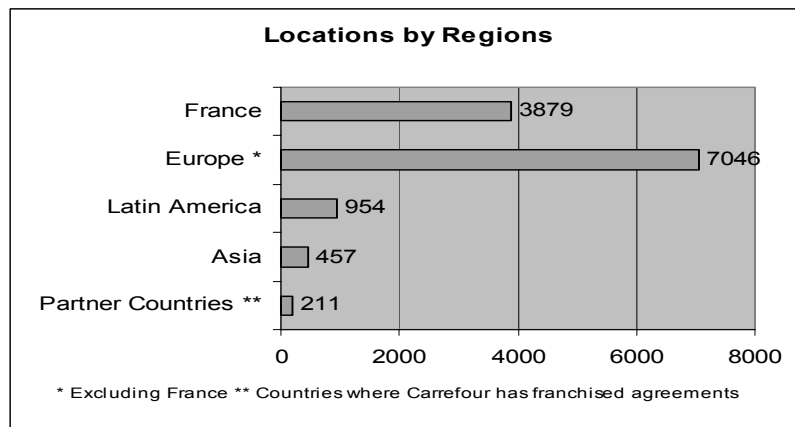 Locations by Regions
France 3879
Europe * 7046
Latin America 954
Asia 457
Partner Countries ** 211
0 2000 4000 6000 8000
* Excluding France ** Countries where Carrefour has franchised agreements